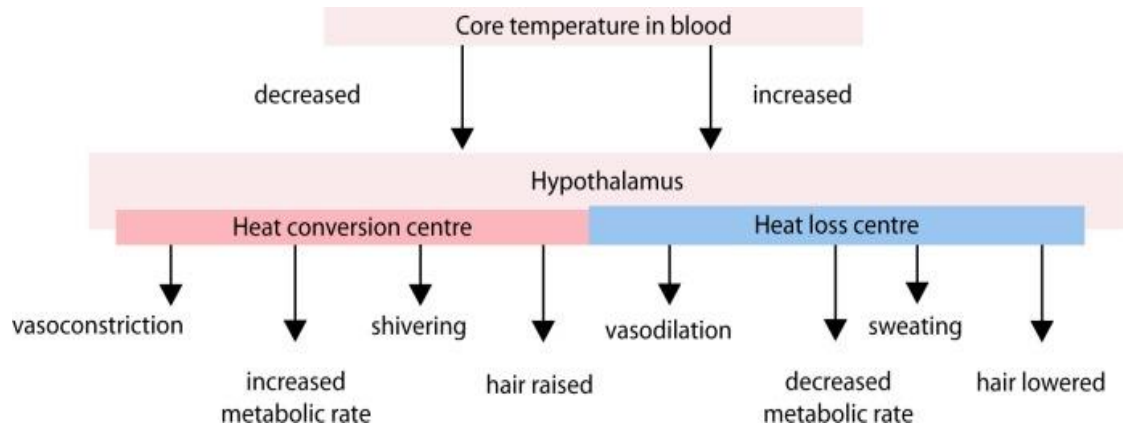 Core temperature in blood
decreased
increased
Hypothalamus
Heat conversion centre
Heat loss centre
vasoconstriction
increased
metabolic rate
shivering
hair raised
vasodilation
decreased
metabolic rate
sweating
hair lowered